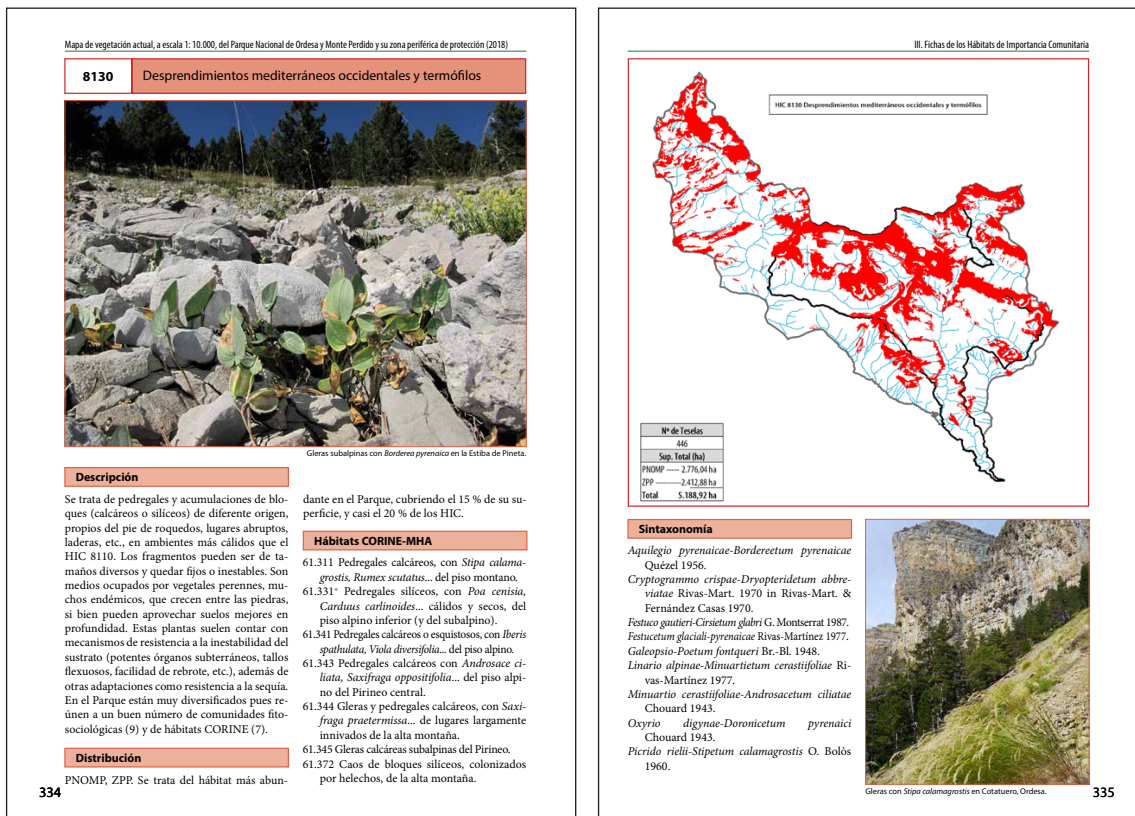 Mapa de vegetación actual, a escala 1: 10.000, del Parque Nacional de Ordesa y Monte Perdido y su zona periférica de protección (2018)
8130
Desprendimientos mediterráneos occidentales y termófilos
Gleras subalpinas con Borderea pyrenaica en la Estiba de Pineta.
Descripción
Se trata de pedregales y acumulaciones de blo-
ques (calcáreos o silíceos) de diferente origen,
propios del pie de roquedos, lugares abruptos,
laderas, etc., en ambientes más cálidos que el
HIC 8110. Los fragmentos pueden ser de ta-
maños diversos y quedar fijos o inestables. Son
medios ocupados por vegetales perennes, mu-
chos endémicos, que crecen entre las piedras,
si bien pueden aprovechar suelos mejores en
profundidad. Estas plantas suelen contar con
mecanismos de resistencia a la inestabilidad del
sustrato (potentes órganos subterráneos, tallos
flexuosos, facilidad de rebrote, etc.), además de
otras adaptaciones como resistencia a la sequía.
En el Parque están muy diversificados pues re-
únen a un buen número de comunidades fito-
sociológicas (9) y de hábitats CORINE (7).
Distribución
PNOMP, ZPP. Se trata del hábitat más abun-
dante en el Parque, cubriendo el 15 % de su su-
perficie, y casi el 20 % de los HIC.
Hábitats CORINE-MHA
61.311 Pedregales calcáreos, con Stipa calama-
grostis, Rumex scutatus... del piso montano.
61.331+ Pedregales silíceos, con Poa cenisia,
Carduus carlinoides... cálidos y secos, del
piso alpino inferior (y del subalpino).
61.341 Pedregales calcáreos o esquistosos, con Iberis
spathulata, Viola diversifolia... del piso alpino.
61.343 Pedregales calcáreos con Androsace ci-
liata, Saxifraga oppositifolia... del piso alpi-
no del Pirineo central.
61.344 Gleras y pedregales calcáreos, con Saxi-
fraga praetermissa... de lugares largamente
innivados de la alta montaña.
61.345 Gleras calcáreas subalpinas del Pirineo.
61.372 Caos de bloques silíceos, colonizados
por helechos, de la alta montaña.
334
III. Fichas de los Hábitats de Importancia Comunitaria
HIC 8130 Desprendimientos mediterráneos occidentales y termófilos
Nº de Teselas
446
Sup. Total (ha)
PNOMP ----- 2.776,04 ha
ZPP -----------2.412,88 ha
Total 5.188,92 ha
Sintaxonomía
Aquilegio pyrenaicae-Bordereetum pyrenaicae
Quézel 1956.
Cryptogrammo crispae-Dryopteridetum abbre-
viatae Rivas-Mart. 1970 in Rivas-Mart. &
Fernández Casas 1970.
Festuco gautieri-Cirsietum glabri G. Montserrat 1987.
Festucetum glaciali-pyrenaicae Rivas-Martínez 1977.
Galeopsio-Poetum fontqueri Br.-Bl. 1948.
Linario alpinae-Minuartietum cerastiifoliae Ri-
vas-Martínez 1977.
Minuartio cerastiifoliae-Androsacetum ciliatae
Chouard 1943.
Oxyrio digynae-Doronicetum pyrenaici
Chouard 1943.
Picrido rielii-Stipetum calamagrostis O. Bolòs
1960.
Gleras con Stipa calamagrostis en Cotatuero, Ordesa.
335